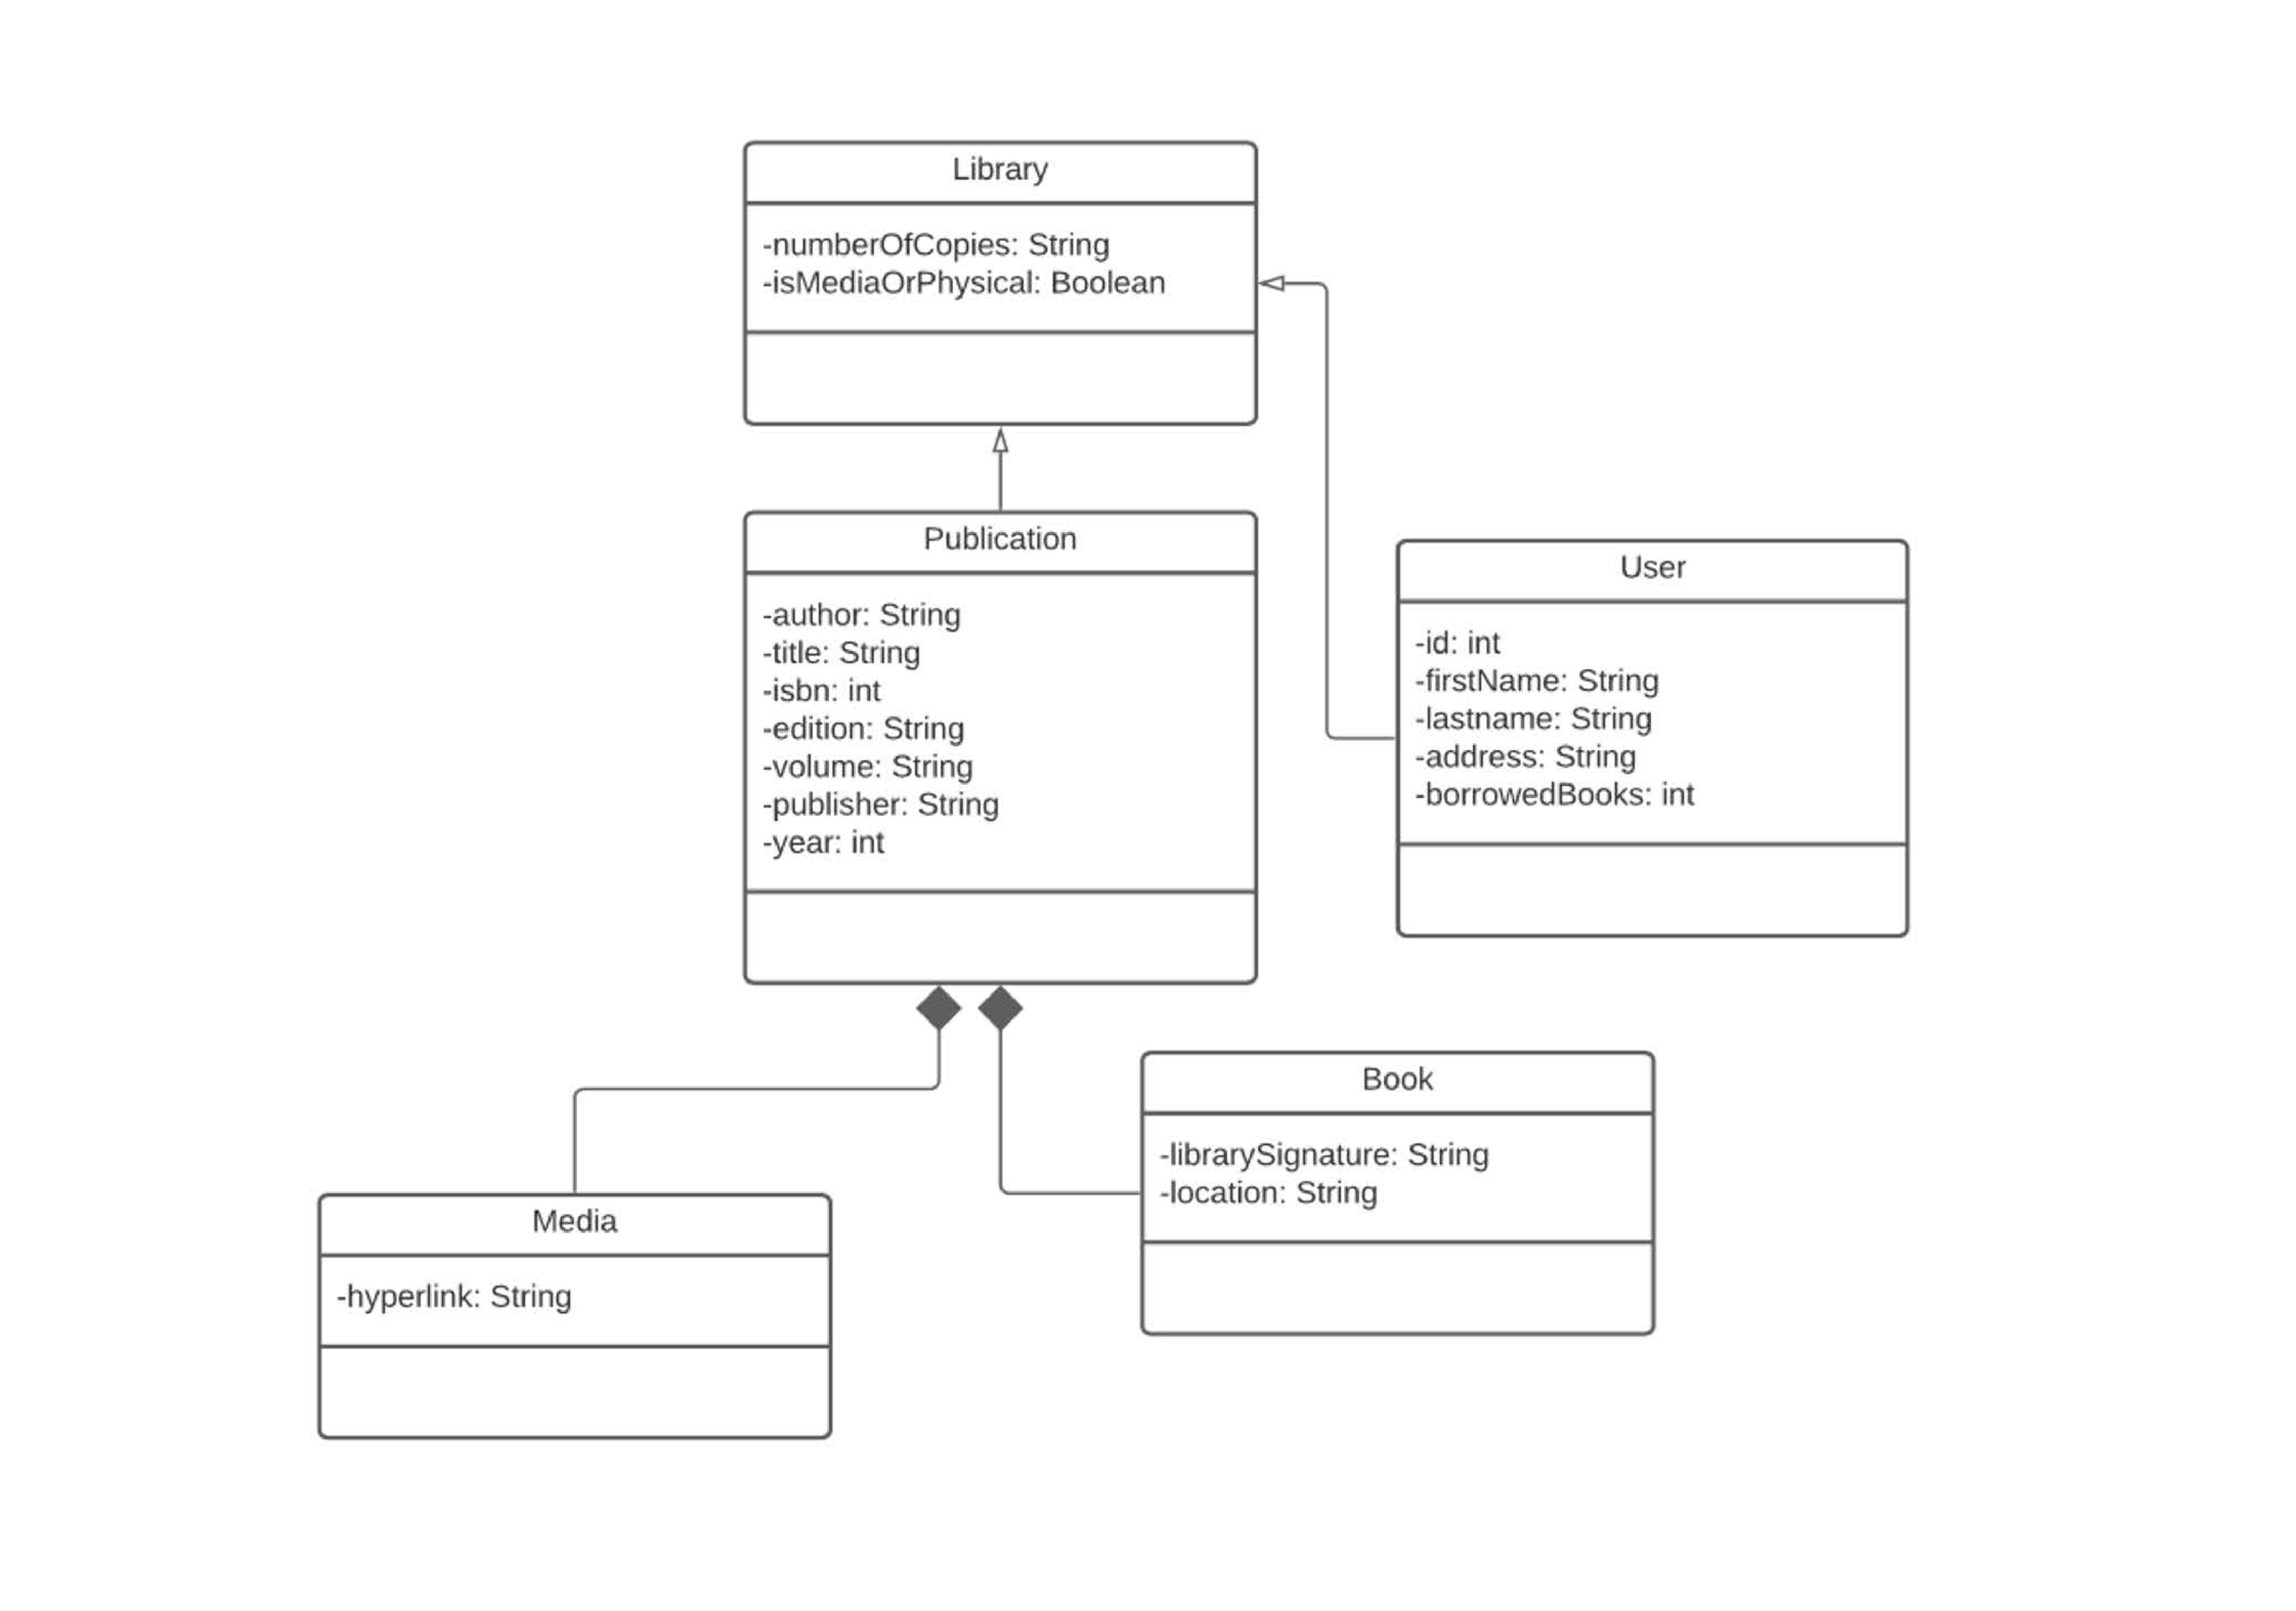 Library
-numberOfCopies: String
-isMediaOrPhysical: Boolean
Publication
-author: String
-title: String
-isbn: int
-edition: String
-volume: String
-publisher: String
-year: int
User
-id: int
-firstName: String
-lastname: String
-address: String
-borrowedBooks: int
Book
-librarySignature: String
-location: String
Media
-hyperlink: String